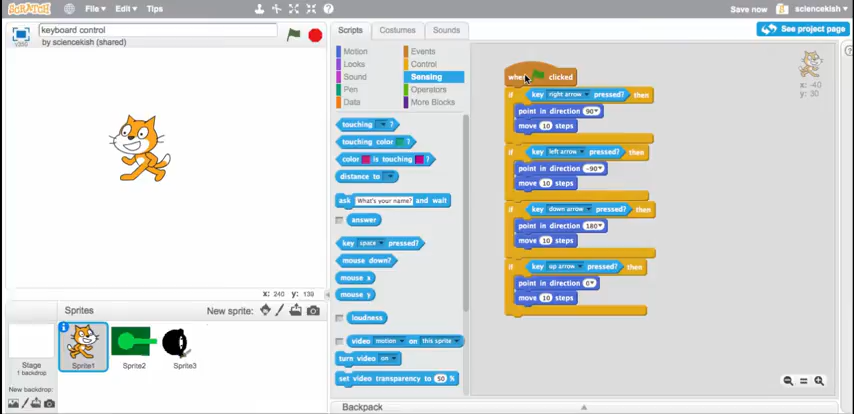 SCRATCH File Edit Tips Save now sciencekish
keyboard control
by sciencekish (shared)
v350
See project page
Scripts Costumes Sounds
Motion Events
Looks Control
Sound Sensing
Pen Operators
Data More Blocks
touching ?
touching color ?
color is touching ?
distance to
ask What's your name? and wait
answer
key space pressed?
mouse down?
mouse x
mouse y
loudness
video motion on this sprite
turn video on
set video transparency to 50 %
when clicked
if key right arrow pressed? then
point in direction 90
move 10 steps
if key left arrow pressed? then
point in direction -90
move 10 steps
if key down arrow pressed? then
point in direction 180
move 10 steps
if key up arrow pressed? then
point in direction 0
move 10 steps
x: -40
y: 30
x: 240 y: 139
Sprites New sprite:
Stage
1 backdrop
New backdrop:
Sprite1 Sprite2 Sprite3
Backpack